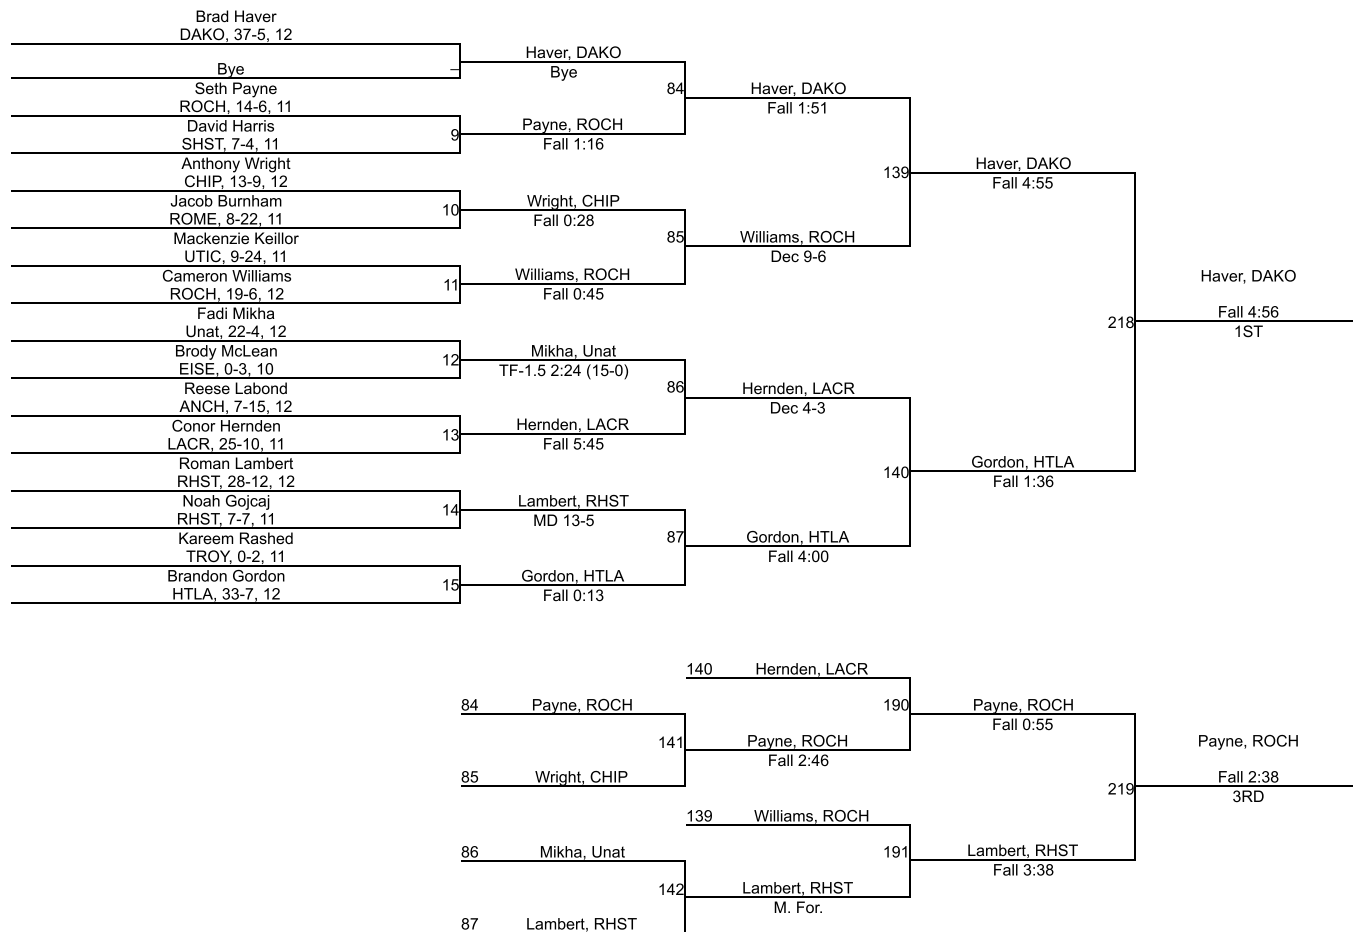 Brad Haver
DAKO, 37-5, 12
Bye
Seth Payne
ROCH, 14-6, 11
David Harris
SHST, 7-4, 11
Anthony Wright
CHIP, 13-9, 12
Jacob Burnham
ROME, 8-22, 11
Mackenzie Keillor
UTIC, 9-24, 11
Cameron Williams
ROCH, 19-6, 12
Fadi Mikha
Unat, 22-4, 12
Brody McLean
EISE, 0-3, 10
Reese Labond
ANCH, 7-15, 12
Conor Hernden
LACR, 25-10, 11
Roman Lambert
RHST, 28-12, 12
Noah Gojcaj
RHST, 7-7, 11
Kareem Rashed
TROY, 0-2, 11
Brandon Gordon
HTLA, 33-7, 12
–
9
10
11
12
13
14
15
Haver, DAKO
Bye
Payne, ROCH
Fall 1:16
Wright, CHIP
Fall 0:28
Williams, ROCH
Fall 0:45
Mikha, Unat
TF-1.5 2:24 (15-0)
Hernden, LACR
Fall 5:45
Lambert, RHST
MD 13-5
Gordon, HTLA
Fall 0:13
84
85
86
87
Haver, DAKO
Fall 1:51
Williams, ROCH
Dec 9-6
Hernden, LACR
Dec 4-3
Gordon, HTLA
Fall 4:00
139
140
Haver, DAKO
Fall 4:55
Gordon, HTLA
Fall 1:36
218
Haver, DAKO
Fall 4:56
1ST
84 Payne, ROCH
85 Wright, CHIP
86 Mikha, Unat
87 Lambert, RHST
141
142
140 Hernden, LACR
Payne, ROCH
Fall 2:46
139 Williams, ROCH
Lambert, RHST
M. For.
190
191
Payne, ROCH
Fall 0:55
Lambert, RHST
Fall 3:38
219
Payne, ROCH
Fall 2:38
3RD